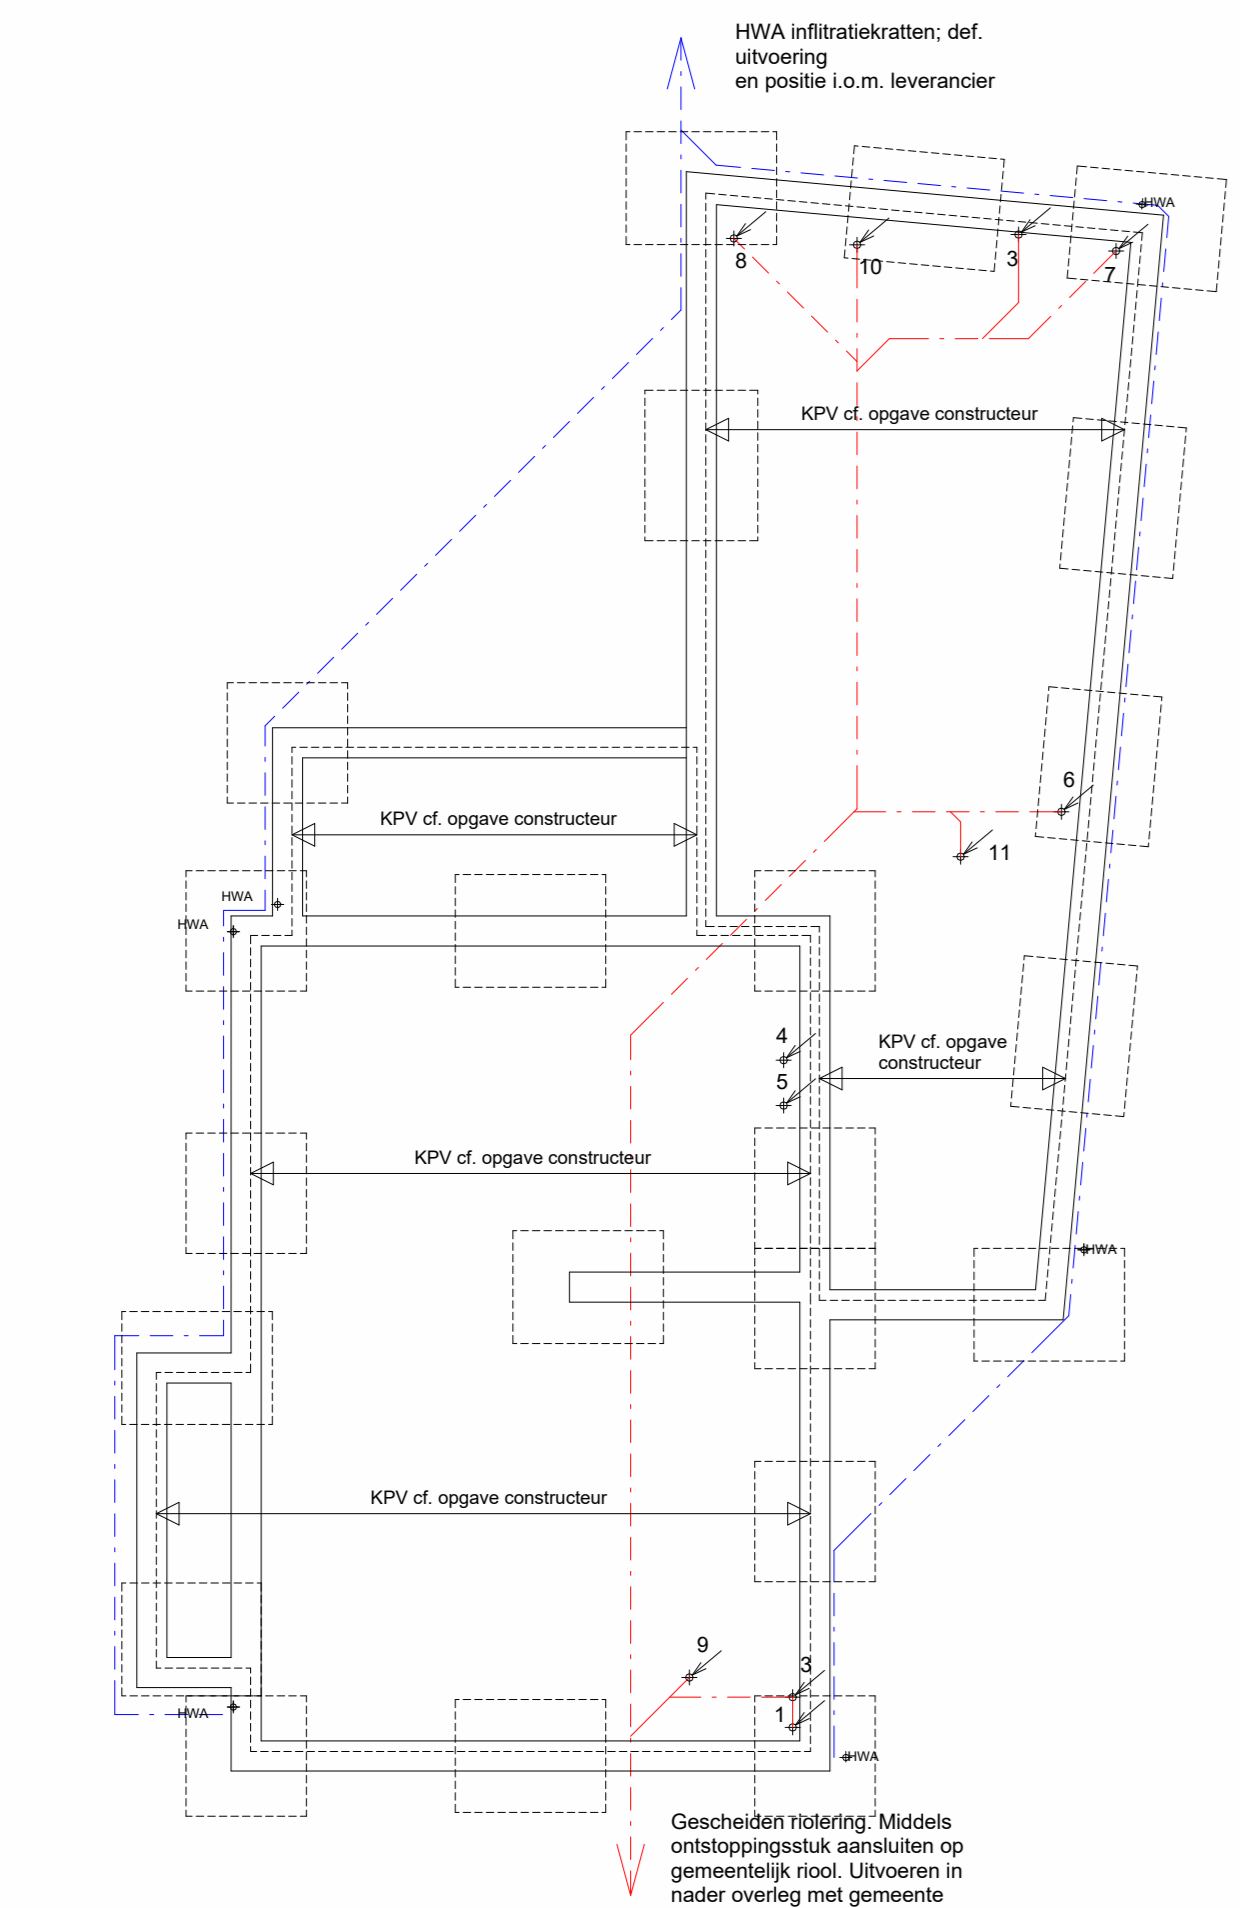 HWA inflitratiekratten; def.
uitvoering
en positie i.o.m. leverancier
HWA
8
10
3
7
KPV cf. opgave constructeur
6
KPV cf. opgave constructeur
11
HWA
HWA
4
KPV cf. opgave
constructeur
5
KPV cf. opgave constructeur
HWA
KPV cf. opgave constructeur
9
3
1
HWA
HWA
Gescheiden riolering. Middels
ontstoppingsstuk aansluiten op
gemeentelijk riool. Uitvoeren in
nader overleg met gemeente